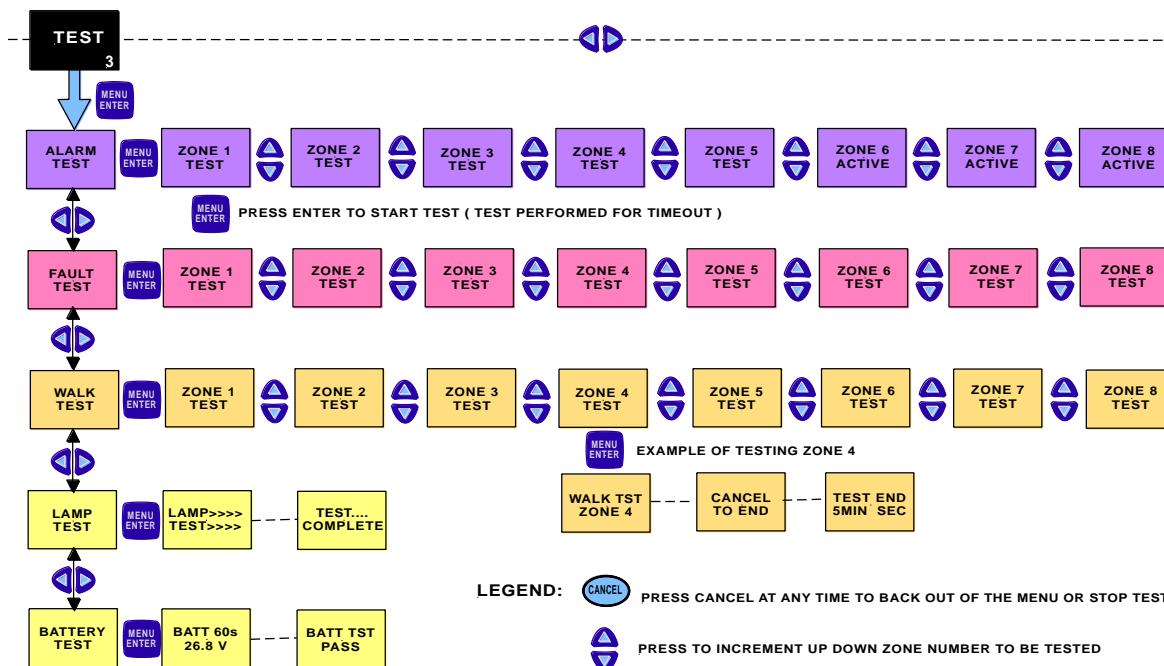 TEST
3
MENU
ENTER
ALARM
TEST
MENU
ENTER
ZONE 1
TEST
ZONE 2
TEST
ZONE 3
TEST
ZONE 4
TEST
ZONE 5
TEST
ZONE 6
ACTIVE
ZONE 7
ACTIVE
ZONE 8
ACTIVE
MENU
ENTER
PRESS ENTER TO START TEST ( TEST PERFORMED FOR TIMEOUT )
FAULT
TEST
MENU
ENTER
ZONE 1
TEST
ZONE 2
TEST
ZONE 3
TEST
ZONE 4
TEST
ZONE 5
TEST
ZONE 6
TEST
ZONE 7
TEST
ZONE 8
TEST
WALK
TEST
MENU
ENTER
ZONE 1
TEST
ZONE 2
TEST
ZONE 3
TEST
ZONE 4
TEST
ZONE 5
TEST
ZONE 6
TEST
ZONE 7
TEST
ZONE 8
TEST
MENU
ENTER
EXAMPLE OF TESTING ZONE 4
WALK TST
ZONE 4
CANCEL
TO END
TEST END
5MIN SEC
LAMP
TEST
MENU
ENTER
LAMP>>>>
TEST>>>>
TEST....
COMPLETE
BATTERY
TEST
MENU
ENTER
BATT 60s
26.8 V
BATT TST
PASS
LEGEND:
CANCEL
PRESS CANCEL AT ANY TIME TO BACK OUT OF THE MENU OR STOP TEST
PRESS TO INCREMENT UP DOWN ZONE NUMBER TO BE TESTED